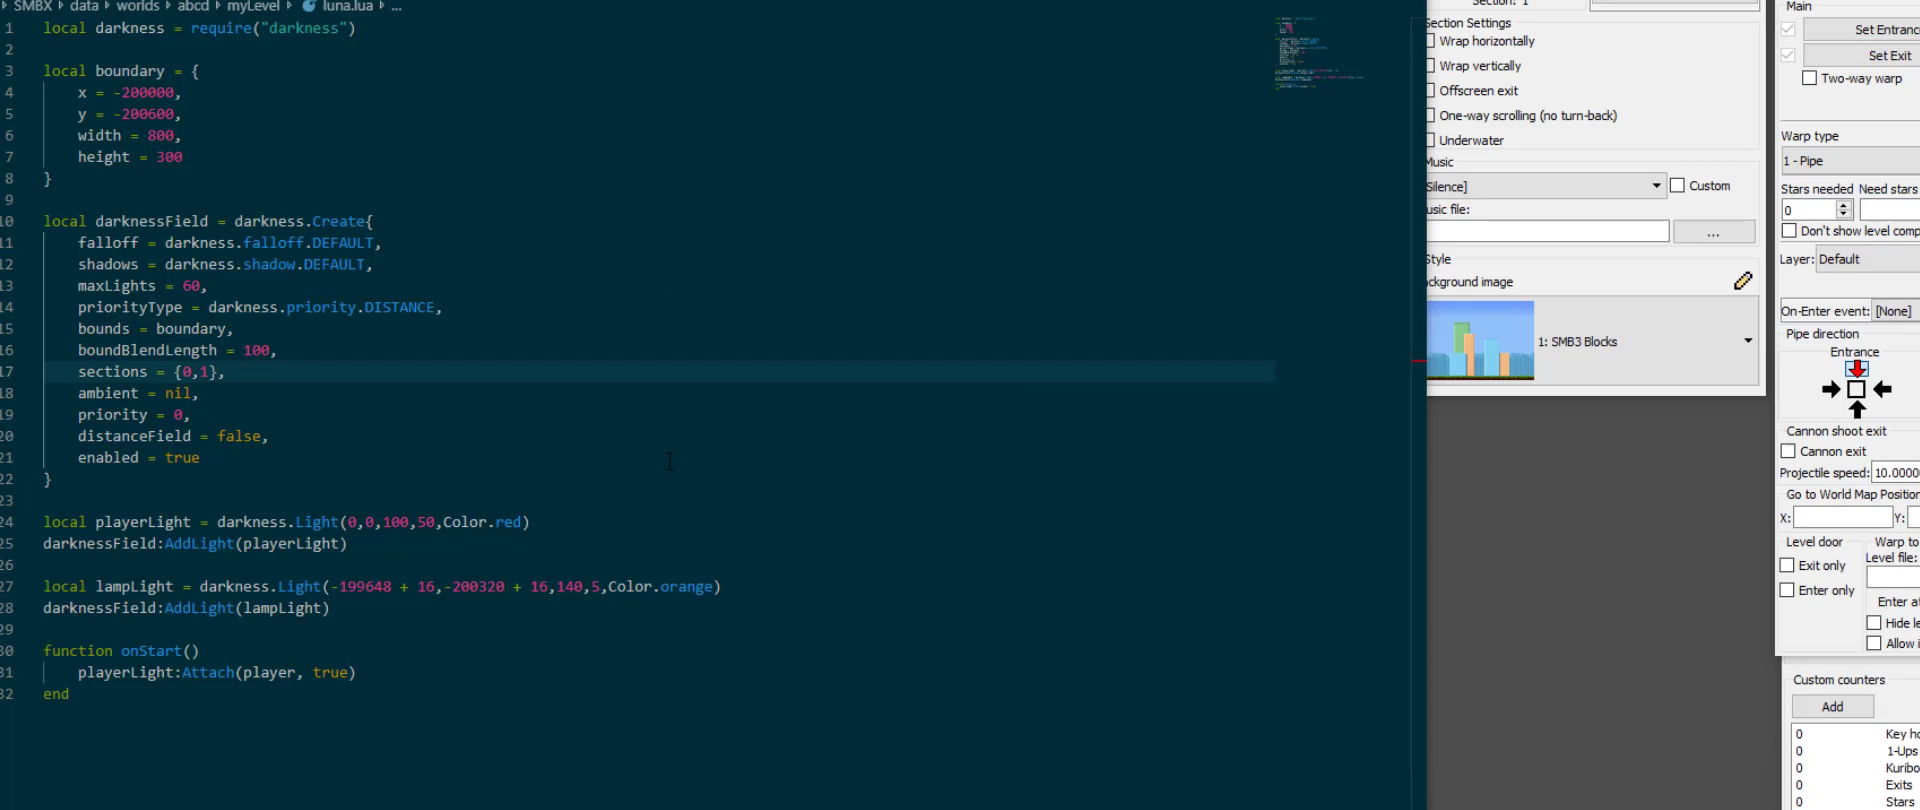 SMBX > data > worlds > abcd > myLevel > luna.lua > ...
1 local darkness = require("darkness")
2
3 local boundary = {
4 x = -200000,
5 y = -200600,
6 width = 800,
7 height = 300
8 }
9
10 local darknessField = darkness.Create{
11 falloff = darkness.falloff.DEFAULT,
12 shadows = darkness.shadow.DEFAULT,
13 maxLights = 60,
14 priorityType = darkness.priority.DISTANCE,
15 bounds = boundary,
16 boundBlendLength = 100,
17 sections = {0,1},
18 ambient = nil,
19 priority = 0,
20 distanceField = false,
21 enabled = true
22 }
23
24 local playerLight = darkness.Light(0,0,100,50,Color.red)
25 darknessField:AddLight(playerLight)
26
27 local lampLight = darkness.Light(-199648 + 16,-200320 + 16,140,5,Color.orange)
28 darknessField:AddLight(lampLight)
29
30 function onStart()
31 playerLight:Attach(player, true)
32 end
Section: 1
Section Settings
Wrap horizontally
Wrap vertically
Offscreen exit
One-way scrolling (no turn-back)
Underwater
Music
[Silence]
Custom
usic file:
...
Style
ckground image
1: SMB3 Blocks
Main
Set Entranc
Set Exit
Two-way warp
Warp type
1 - Pipe
Stars needed Need stars
0
Don't show level comp
Layer: Default
On-Enter event: [None]
Pipe direction
Entrance
Cannon shoot exit
Cannon exit
Projectile speed: 10.0000
Go to World Map Position
X: Y:
Level door
Warp to
Level file:
Exit only
Enter only
Enter a
Hide le
Allow i
Custom counters
Add
0 Key ho
0 1-Ups
0 Kuribo
0 Exits
0 Stars